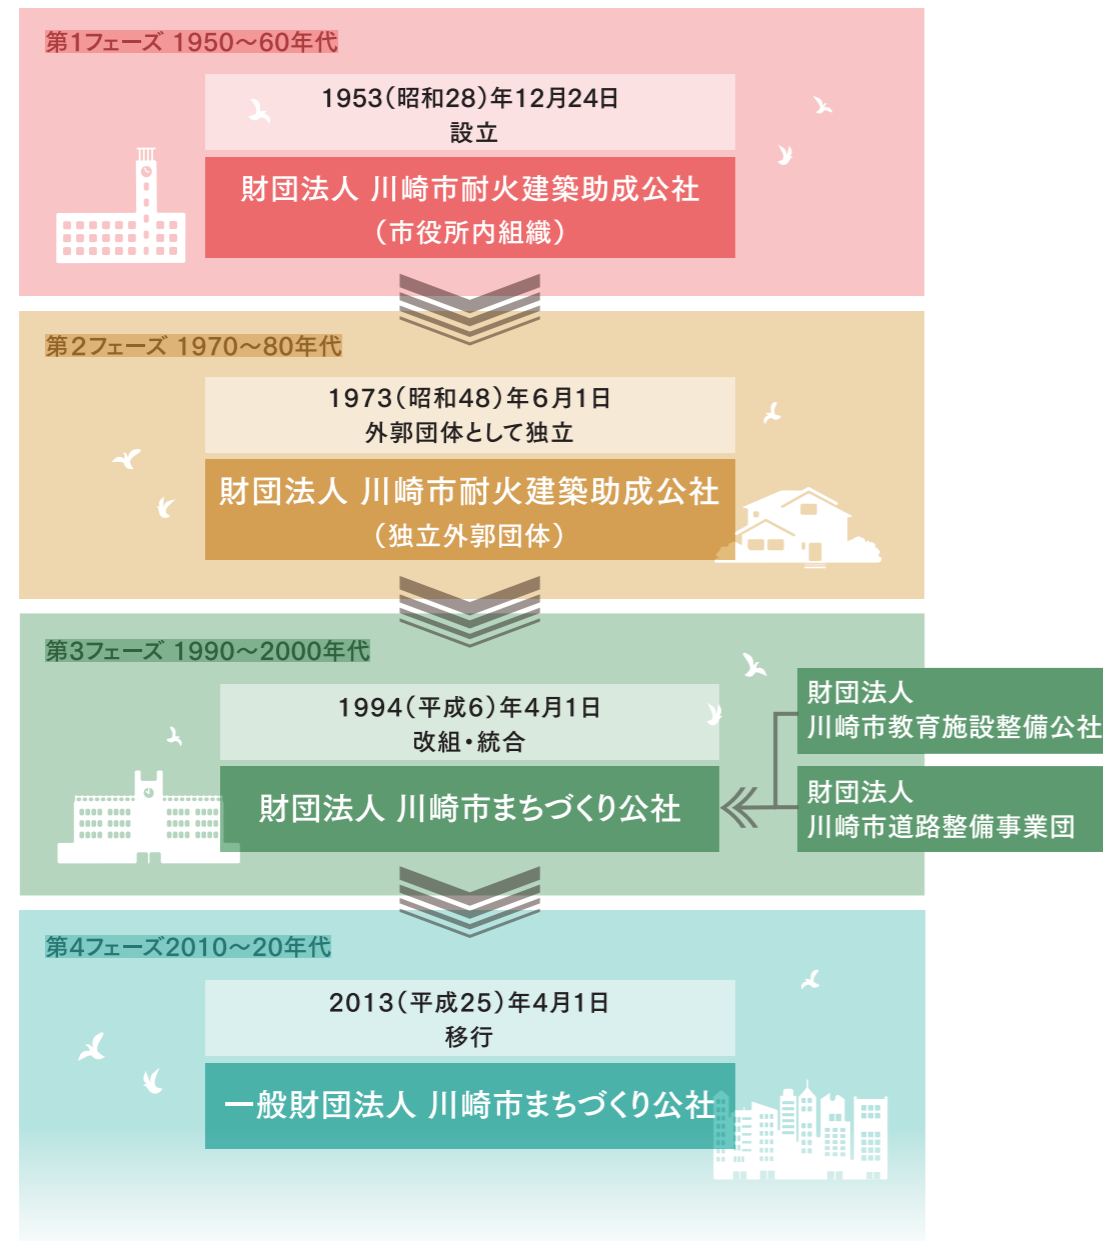 第1フェーズ 1950～60年代
1953(昭和28)年12月24日
設立
財団法人 川崎市耐火建築助成公社
(市役所内組織)
第2フェーズ 1970～80年代
1973(昭和48)年6月1日
外郭団体として独立
財団法人 川崎市耐火建築助成公社
(独立外郭団体)
第3フェーズ 1990～2000年代
1994(平成6)年4月1日
改組・統合
財団法人 川崎市まちづくり公社
財団法人
川崎市教育施設整備公社
財団法人
川崎市道路整備事業団
第4フェーズ2010～20年代
2013(平成25)年4月1日
移行
一般財団法人 川崎市まちづくり公社